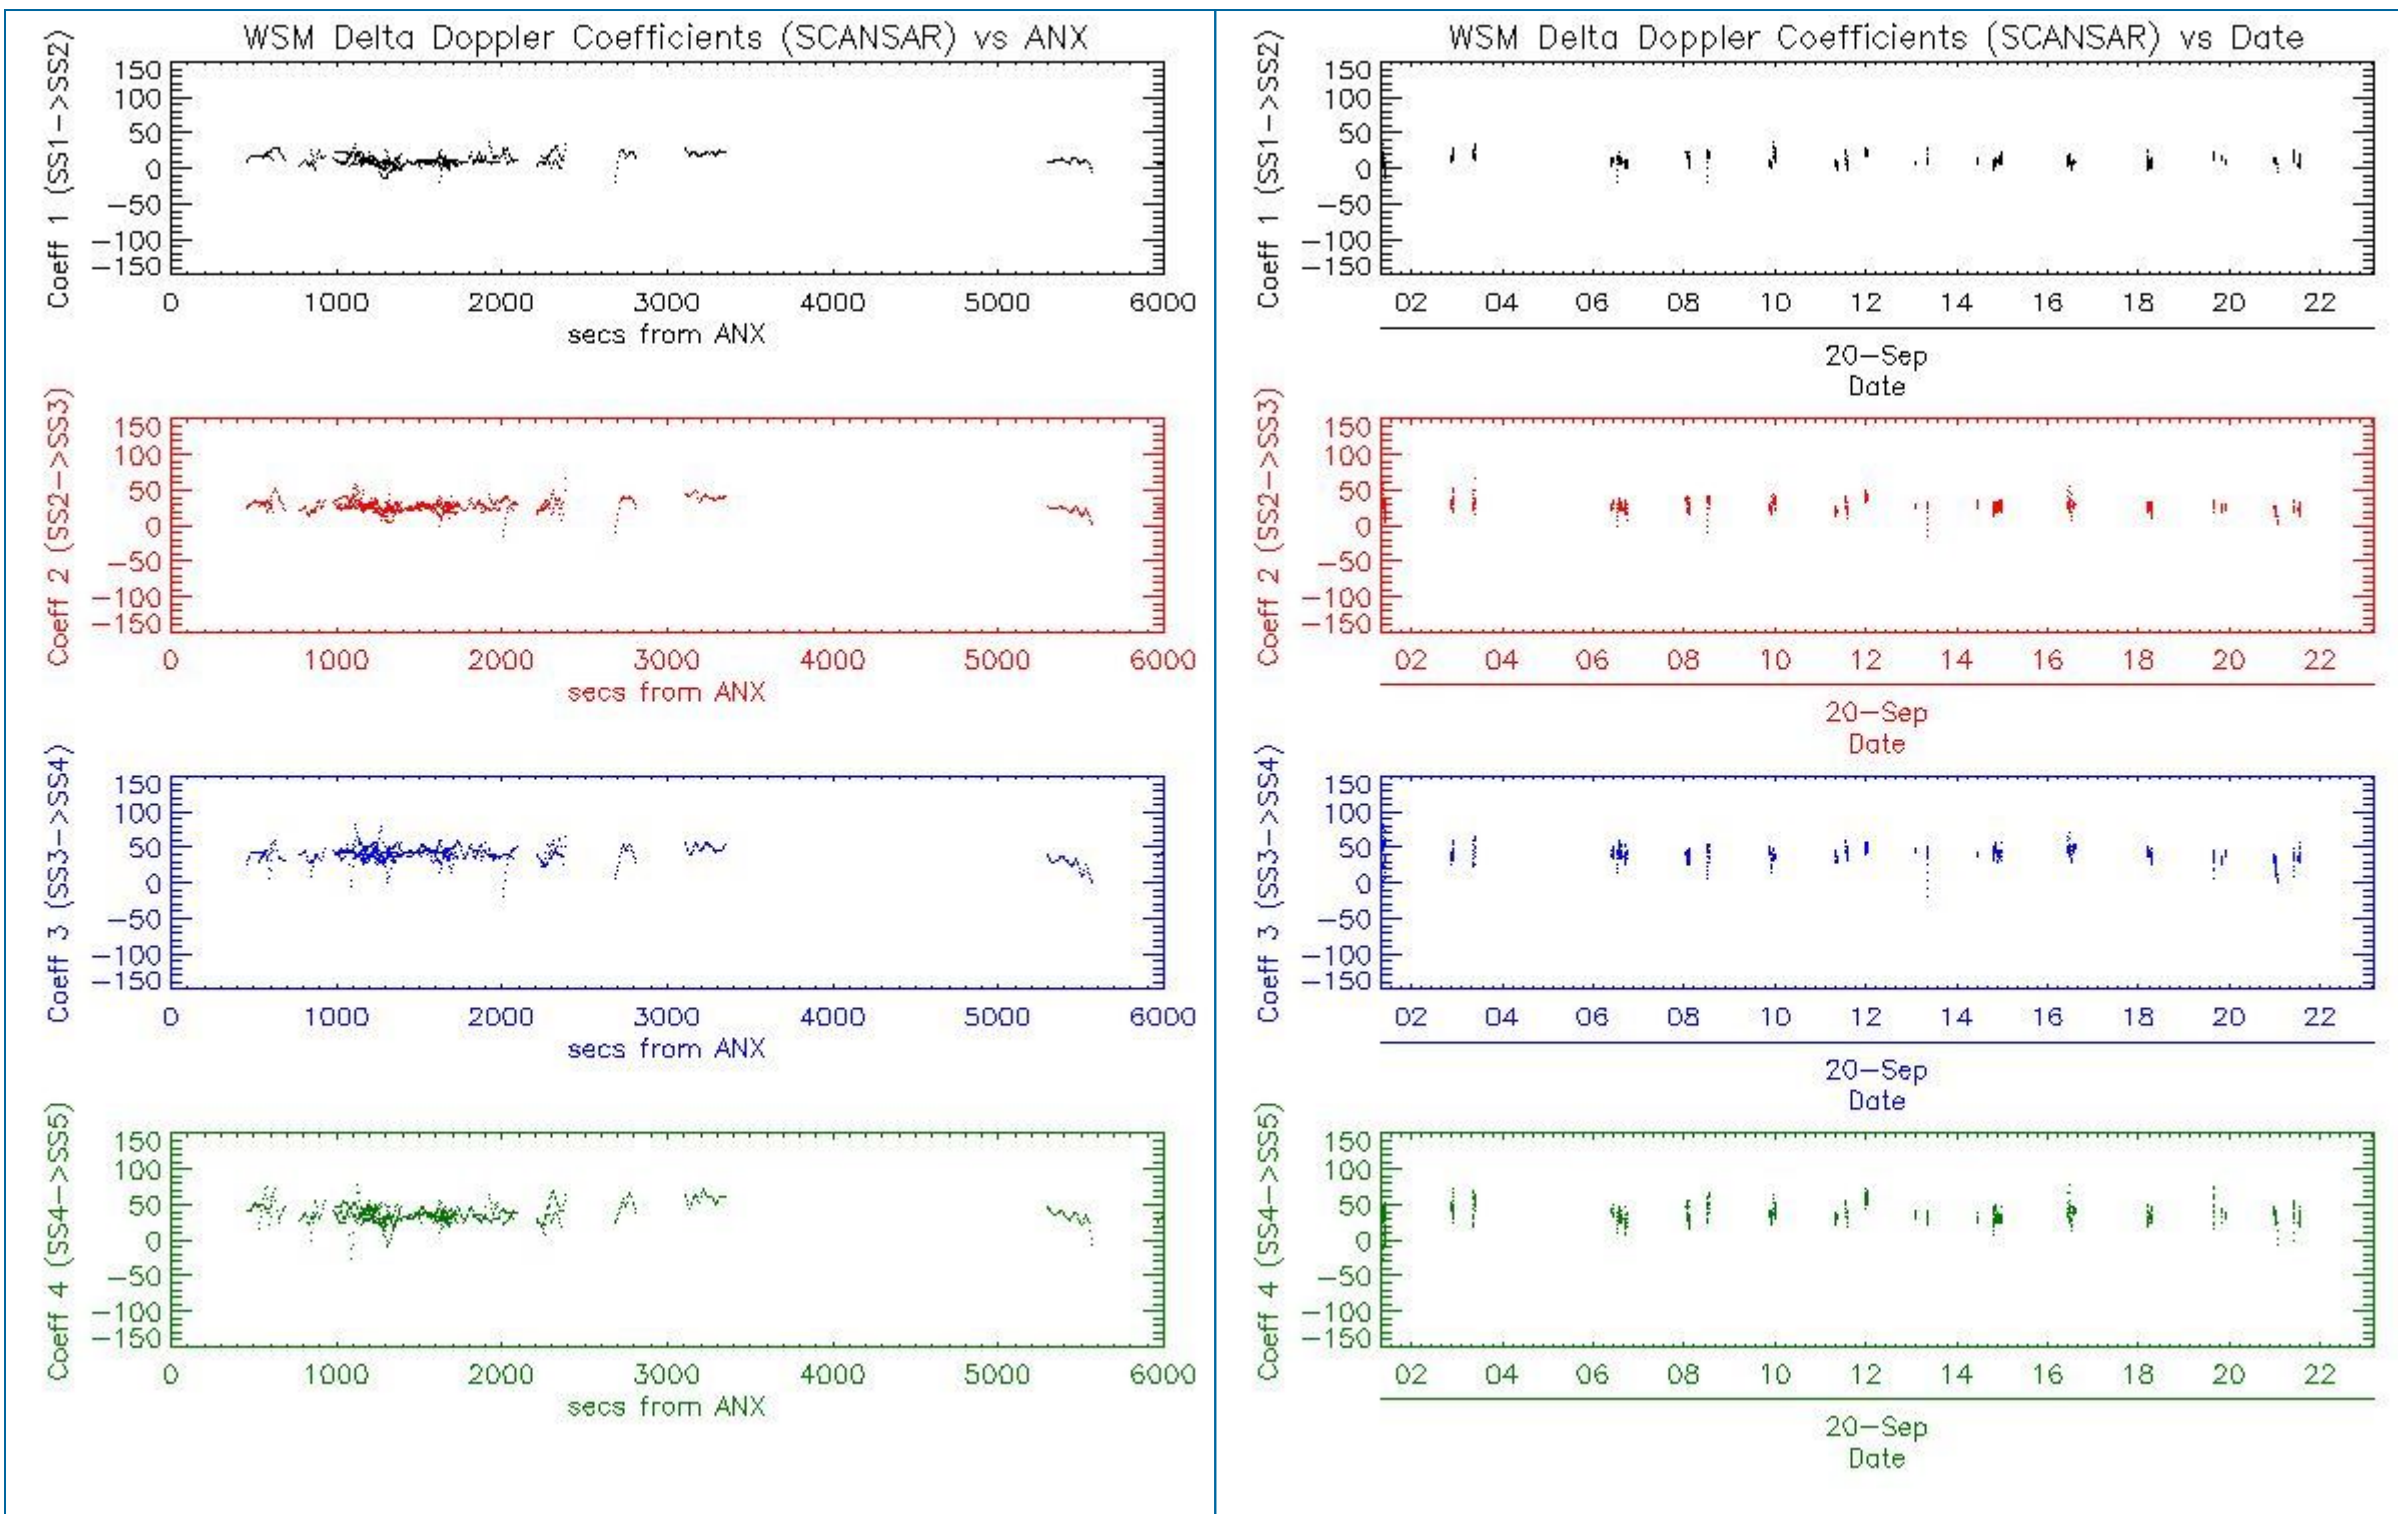 WSM Delta Doppler Coefficients (SCANSAR) vs ANX
Coeff 1 (SS1->SS2)
150
100
50
0
-50
-100
-150
0 1000 2000 3000 4000 5000 6000
secs from ANX
Coeff 2 (SS2->SS3)
150
100
50
0
-50
-100
-150
0 1000 2000 3000 4000 5000 6000
secs from ANX
Coeff 3 (SS3->SS4)
150
100
50
0
-50
-100
-150
0 1000 2000 3000 4000 5000 6000
secs from ANX
Coeff 4 (SS4->SS5)
150
100
50
0
-50
-100
-150
0 1000 2000 3000 4000 5000 6000
secs from ANX
WSM Delta Doppler Coefficients (SCANSAR) vs Date
Coeff 1 (SS1->SS2)
150
100
50
0
-50
-100
-150
02 04 06 08 10 12 14 16 18 20 22
20-Sep
Date
Coeff 2 (SS2->SS3)
150
100
50
0
-50
-100
-150
02 04 06 08 10 12 14 16 18 20 22
20-Sep
Date
Coeff 3 (SS3->SS4)
150
100
50
0
-50
-100
-150
02 04 06 08 10 12 14 16 18 20 22
20-Sep
Date
Coeff 4 (SS4->SS5)
150
100
50
0
-50
-100
-150
02 04 06 08 10 12 14 16 18 20 22
20-Sep
Date